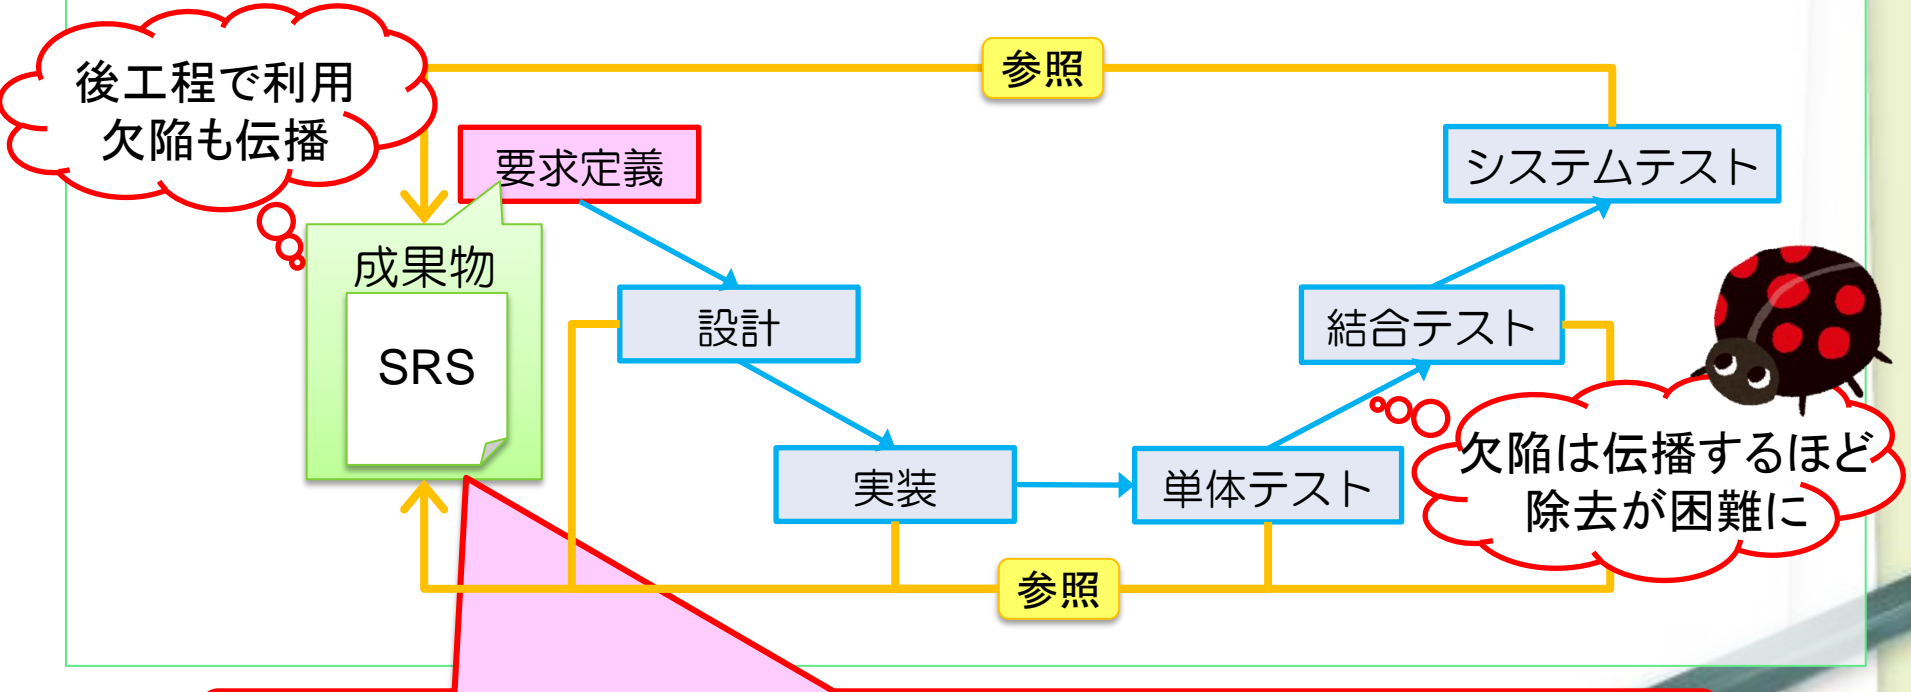 後工程で利用
欠陥も伝播
参照
要求定義
システムテスト
成果物
SRS
設計
結合テスト
欠陥は伝播するほど
除去が困難に
実装
単体テスト
参照